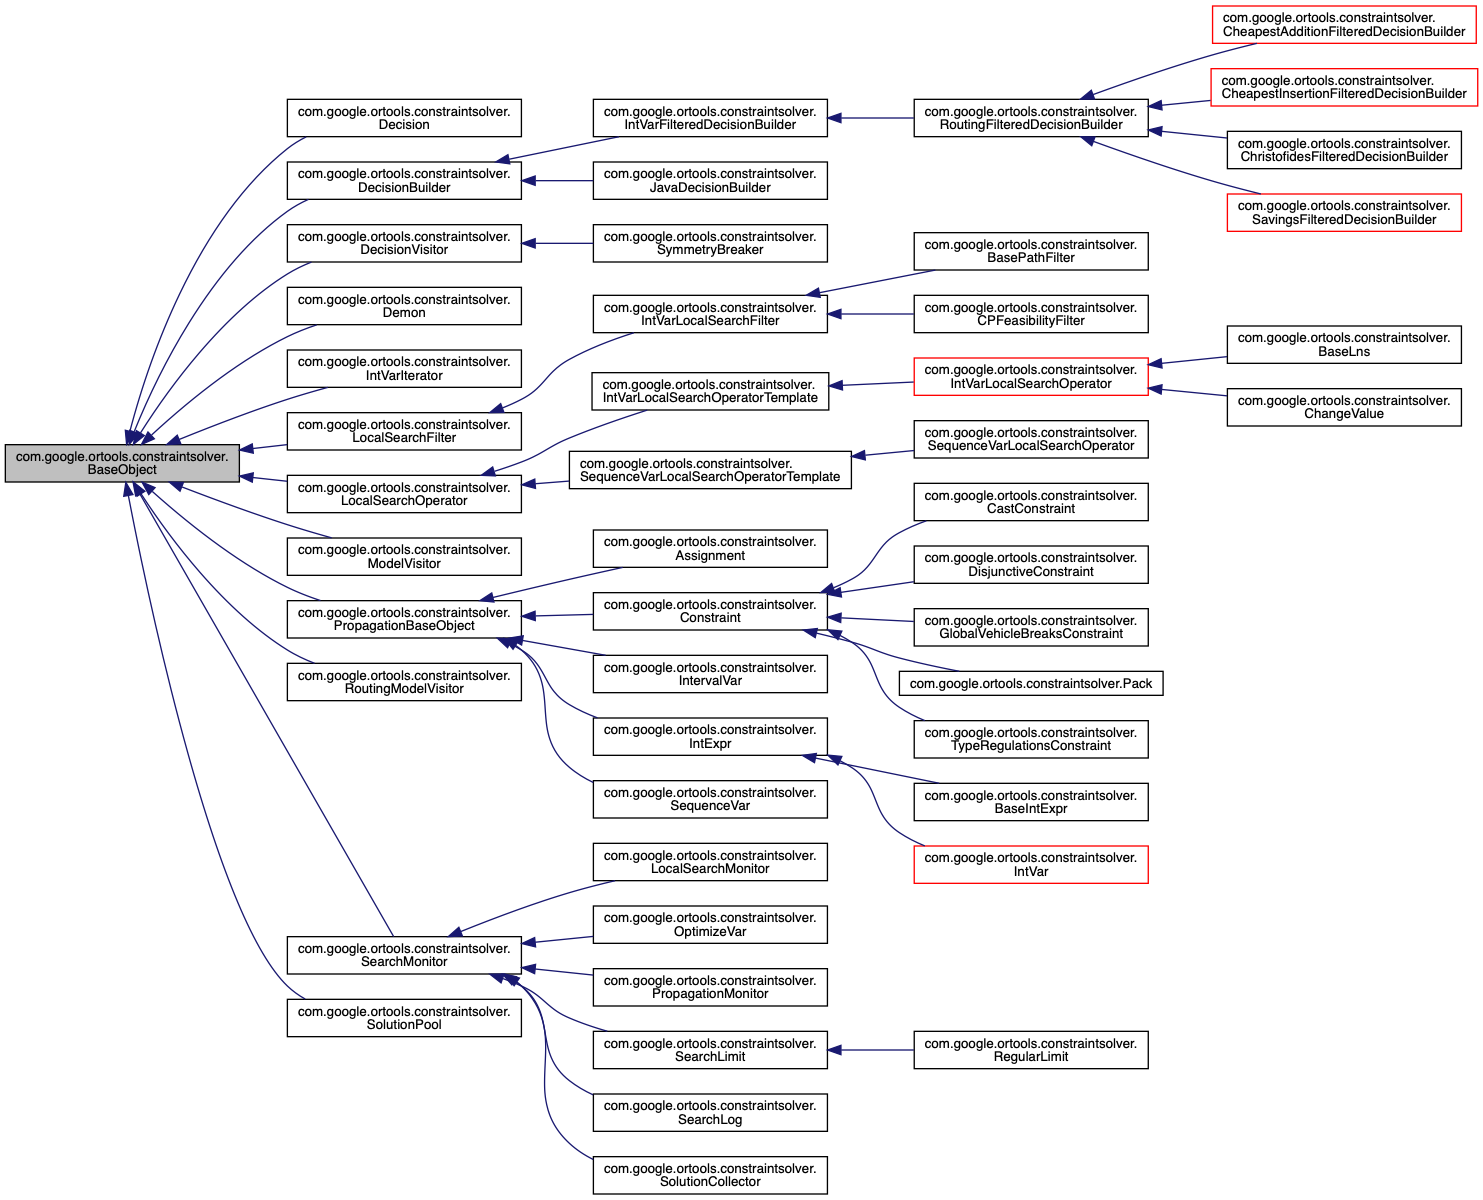 com.google.ortools.constraintsolver.
BaseObject
com.google.ortools.constraintsolver.
Decision
com.google.ortools.constraintsolver.
DecisionBuilder
com.google.ortools.constraintsolver.
DecisionVisitor
com.google.ortools.constraintsolver.
Demon
com.google.ortools.constraintsolver.
IntVarIterator
com.google.ortools.constraintsolver.
LocalSearchFilter
com.google.ortools.constraintsolver.
LocalSearchOperator
com.google.ortools.constraintsolver.
ModelVisitor
com.google.ortools.constraintsolver.
PropagationBaseObject
com.google.ortools.constraintsolver.
RoutingModelVisitor
com.google.ortools.constraintsolver.
SearchMonitor
com.google.ortools.constraintsolver.
SolutionPool
com.google.ortools.constraintsolver.
IntVarFilteredDecisionBuilder
com.google.ortools.constraintsolver.
JavaDecisionBuilder
com.google.ortools.constraintsolver.
SymmetryBreaker
com.google.ortools.constraintsolver.
IntVarLocalSearchFilter
com.google.ortools.constraintsolver.
IntVarLocalSearchOperatorTemplate
com.google.ortools.constraintsolver.
SequenceVarLocalSearchOperatorTemplate
com.google.ortools.constraintsolver.
Assignment
com.google.ortools.constraintsolver.
Constraint
com.google.ortools.constraintsolver.
IntervalVar
com.google.ortools.constraintsolver.
IntExpr
com.google.ortools.constraintsolver.
SequenceVar
com.google.ortools.constraintsolver.
LocalSearchMonitor
com.google.ortools.constraintsolver.
OptimizeVar
com.google.ortools.constraintsolver.
PropagationMonitor
com.google.ortools.constraintsolver.
SearchLimit
com.google.ortools.constraintsolver.
SearchLog
com.google.ortools.constraintsolver.
SolutionCollector
com.google.ortools.constraintsolver.
RoutingFilteredDecisionBuilder
com.google.ortools.constraintsolver.
BasePathFilter
com.google.ortools.constraintsolver.
CPFeasibilityFilter
com.google.ortools.constraintsolver.
IntVarLocalSearchOperator
com.google.ortools.constraintsolver.
SequenceVarLocalSearchOperator
com.google.ortools.constraintsolver.
CastConstraint
com.google.ortools.constraintsolver.
DisjunctiveConstraint
com.google.ortools.constraintsolver.
GlobalVehicleBreaksConstraint
com.google.ortools.constraintsolver.Pack
com.google.ortools.constraintsolver.
TypeRegulationsConstraint
com.google.ortools.constraintsolver.
BaseIntExpr
com.google.ortools.constraintsolver.
IntVar
com.google.ortools.constraintsolver.
RegularLimit
com.google.ortools.constraintsolver.
CheapestAdditionFilteredDecisionBuilder
com.google.ortools.constraintsolver.
CheapestInsertionFilteredDecisionBuilder
com.google.ortools.constraintsolver.
ChristofidesFilteredDecisionBuilder
com.google.ortools.constraintsolver.
SavingsFilteredDecisionBuilder
com.google.ortools.constraintsolver.
BaseLns
com.google.ortools.constraintsolver.
ChangeValue